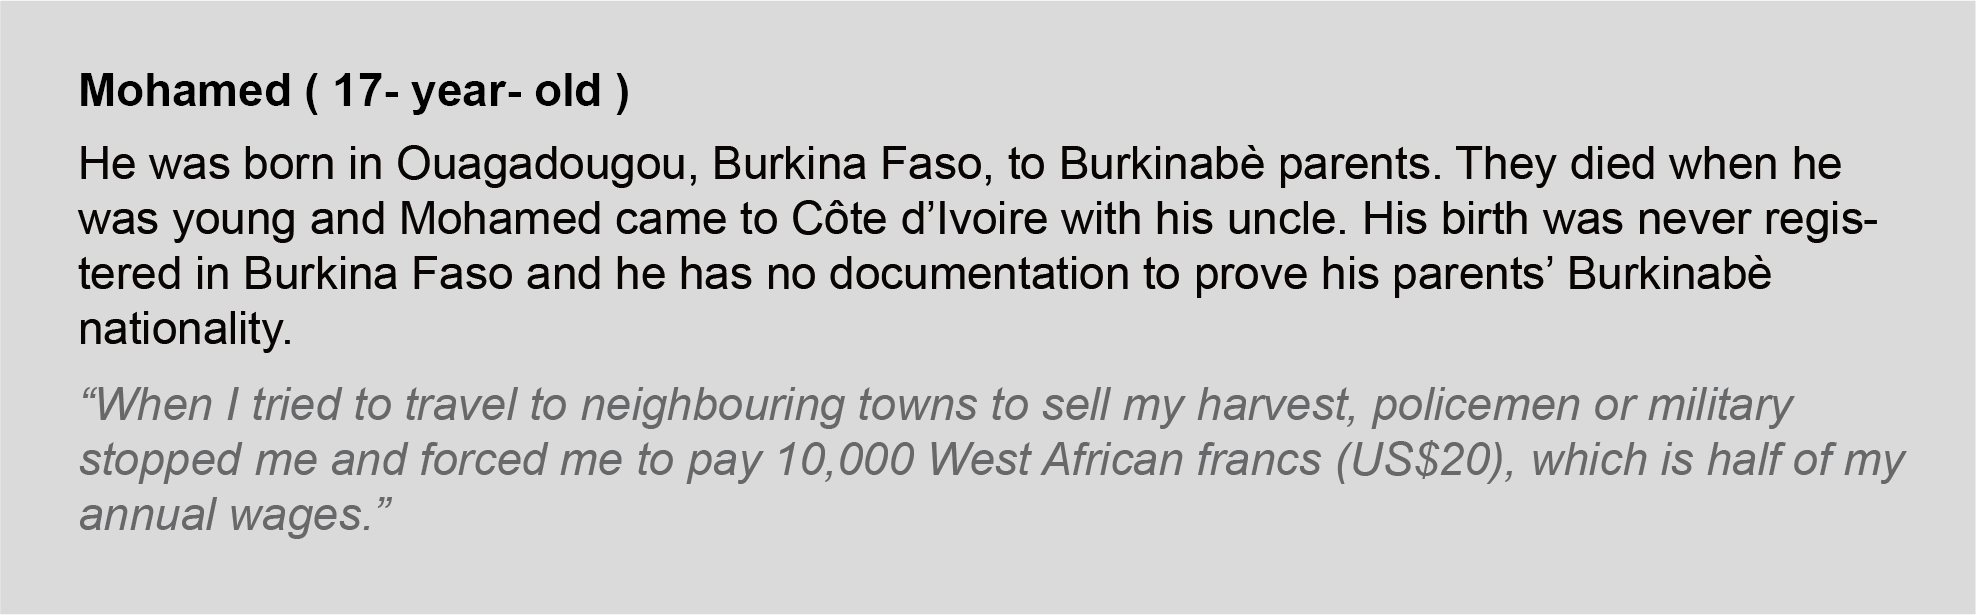 Mohamed ( 17- year- old )
He was born in Ouagadougou, Burkina Faso, to Burkinabè parents. They died when he
was young and Mohamed came to Côte d’Ivoire with his uncle. His birth was never regis-
tered in Burkina Faso and he has no documentation to prove his parents’ Burkinabè
nationality.
“When I tried to travel to neighbouring towns to sell my harvest, policemen or military
stopped me and forced me to pay 10,000 West African francs (US$20), which is half of my
annual wages.”